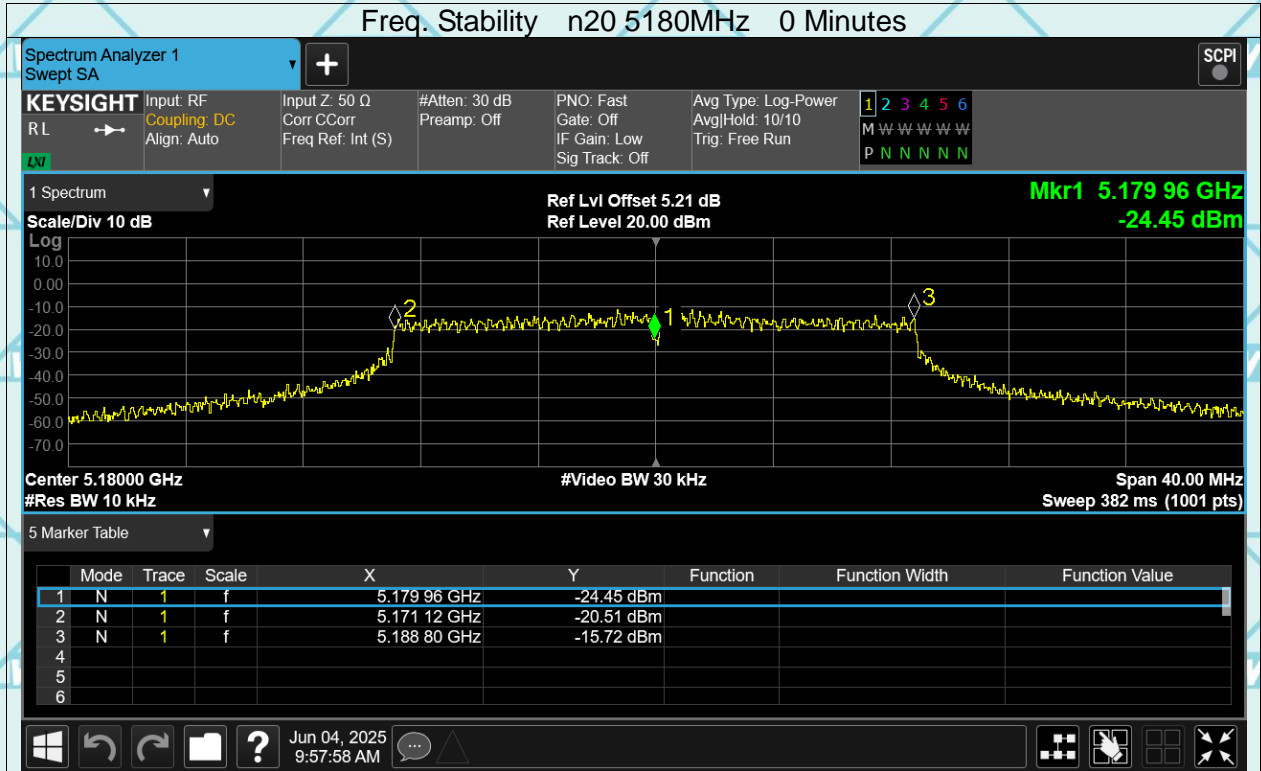 Freq. Stability n20 5180MHz 0 Minutes
Spectrum Analyzer 1
Swept SA
SCPI
KEYSIGHT
RL
LXI
Input: RF
Coupling: DC
Align: Auto
Input Z: 50 Ω
Corr CCorr
Freq Ref: Int (S)
#Atten: 30 dB
Preamp: Off
PNO: Fast
Gate: Off
IF Gain: Low
Sig Track: Off
Avg Type: Log-Power
Avg|Hold: 10/10
Trig: Free Run
1 2 3 4 5 6
M W W W W W
P N N N N N
1 Spectrum
Scale/Div 10 dB
Ref Lvl Offset 5.21 dB
Ref Level 20.00 dBm
Mkr1 5.179 96 GHz
-24.45 dBm
Log
10.0
0.00
-10.0
-20.0
-30.0
-40.0
-50.0
-60.0
-70.0
2
1
3
Center 5.18000 GHz
#Res BW 10 kHz
#Video BW 30 kHz
Span 40.00 MHz
Sweep 382 ms (1001 pts)
5 Marker Table
Mode Trace Scale X Y Function Function Width Function Value
1 N 1 f 5.179 96 GHz -24.45 dBm
2 N 1 f 5.171 12 GHz -20.51 dBm
3 N 1 f 5.188 80 GHz -15.72 dBm
4
5
6
?
Jun 04, 2025
9:57:58 AM